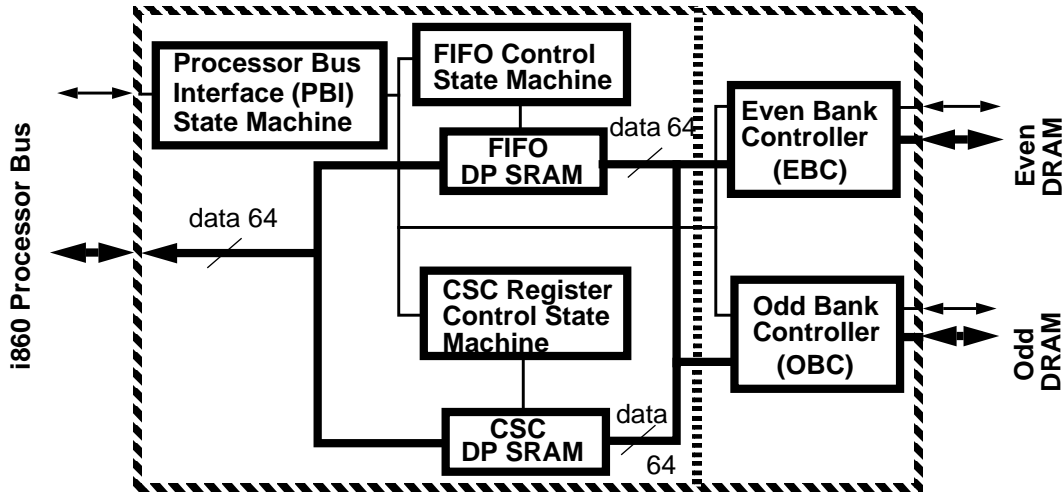 i860 Processor Bus
Processor Bus
Interface (PBI)
State Machine
FIFO Control
State Machine
FIFO
DP SRAM
data 64
data 64
CSC Register
Control State
Machine
CSC
DP SRAM
data
64
Even Bank
Controller
(EBC)
Odd Bank
Controller
(OBC)
Even
DRAM
Odd
DRAM